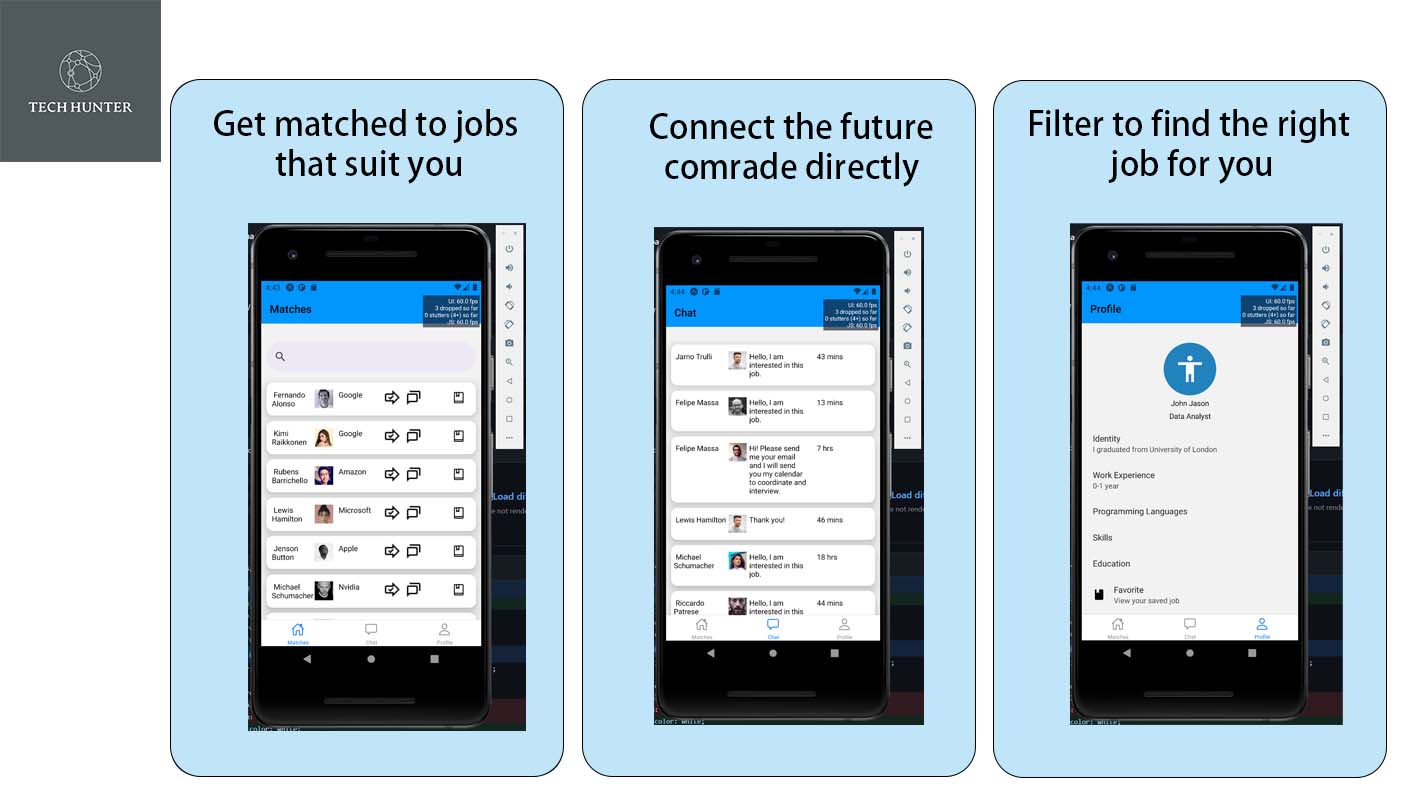 TECH HUNTER
Get matched to jobs
that suit you
4:43
UI: 60.0 fps
3 dropped so far
0 stutters (4+) so far
JS: 60.0 fps
Matches
Fernando
Alonso
Google
Kimi
Raikkonen
Google
Rubens
Barrichello
Amazon
Lewis
Hamilton
Microsoft
Jenson
Button
Apple
Michael
Schumacher
Nvidia
Matches
Chat
Profile
Load di
re not rende
color: white;
Connect the future
comrade directly
4:44
UI: 60.0 fps
3 dropped so far
0 stutters (4+) so far
JS: 60.0 fps
Chat
Jarno Trulli
Hello, I am
interested in this
job.
43 mins
Felipe Massa
Hello, I am
interested in this
job.
13 mins
Felipe Massa
Hi! Please send
me your email
and I will send
you my calendar
to coordinate and
interview.
7 hrs
Lewis Hamilton
Thank you!
46 mins
Michael
Schumacher
Hello, I am
interested in this
job.
18 hrs
Riccardo
Patrese
Hello, I am
interested in this
44 mins
Matches
Chat
Profile
color: white;
Filter to find the right
job for you
4:44
UI: 60.0 fps
3 dropped so far
0 stutters (4+) so far
JS: 60.0 fps
Profile
John Jason
Data Analyst
Identity
I graduated from University of London
Work Experience
0-1 year
Programming Languages
Skills
Education
Favorite
View your saved job
Matches
Chat
Profile
Load di
re not rend
color: white;